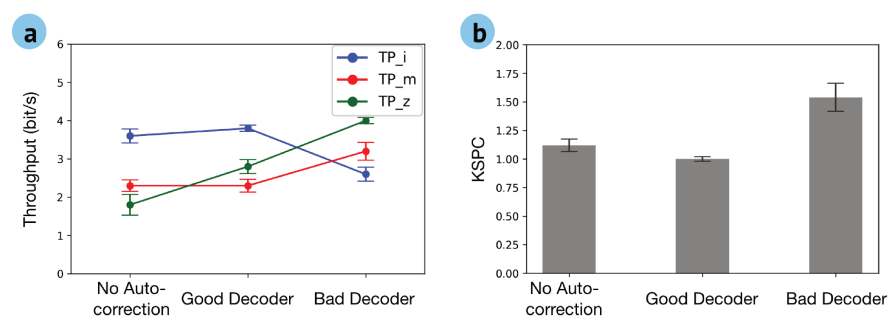 a
Throughput (bit/s)
6
5
4
3
2
1
0
TP_i
TP_m
TP_z
No Auto-
correction
Good Decoder
Bad Decoder
b
KSPC
2.00
1.75
1.50
1.25
1.00
0.75
0.50
0.25
0.00
No Auto-
correction
Good Decoder
Bad Decoder